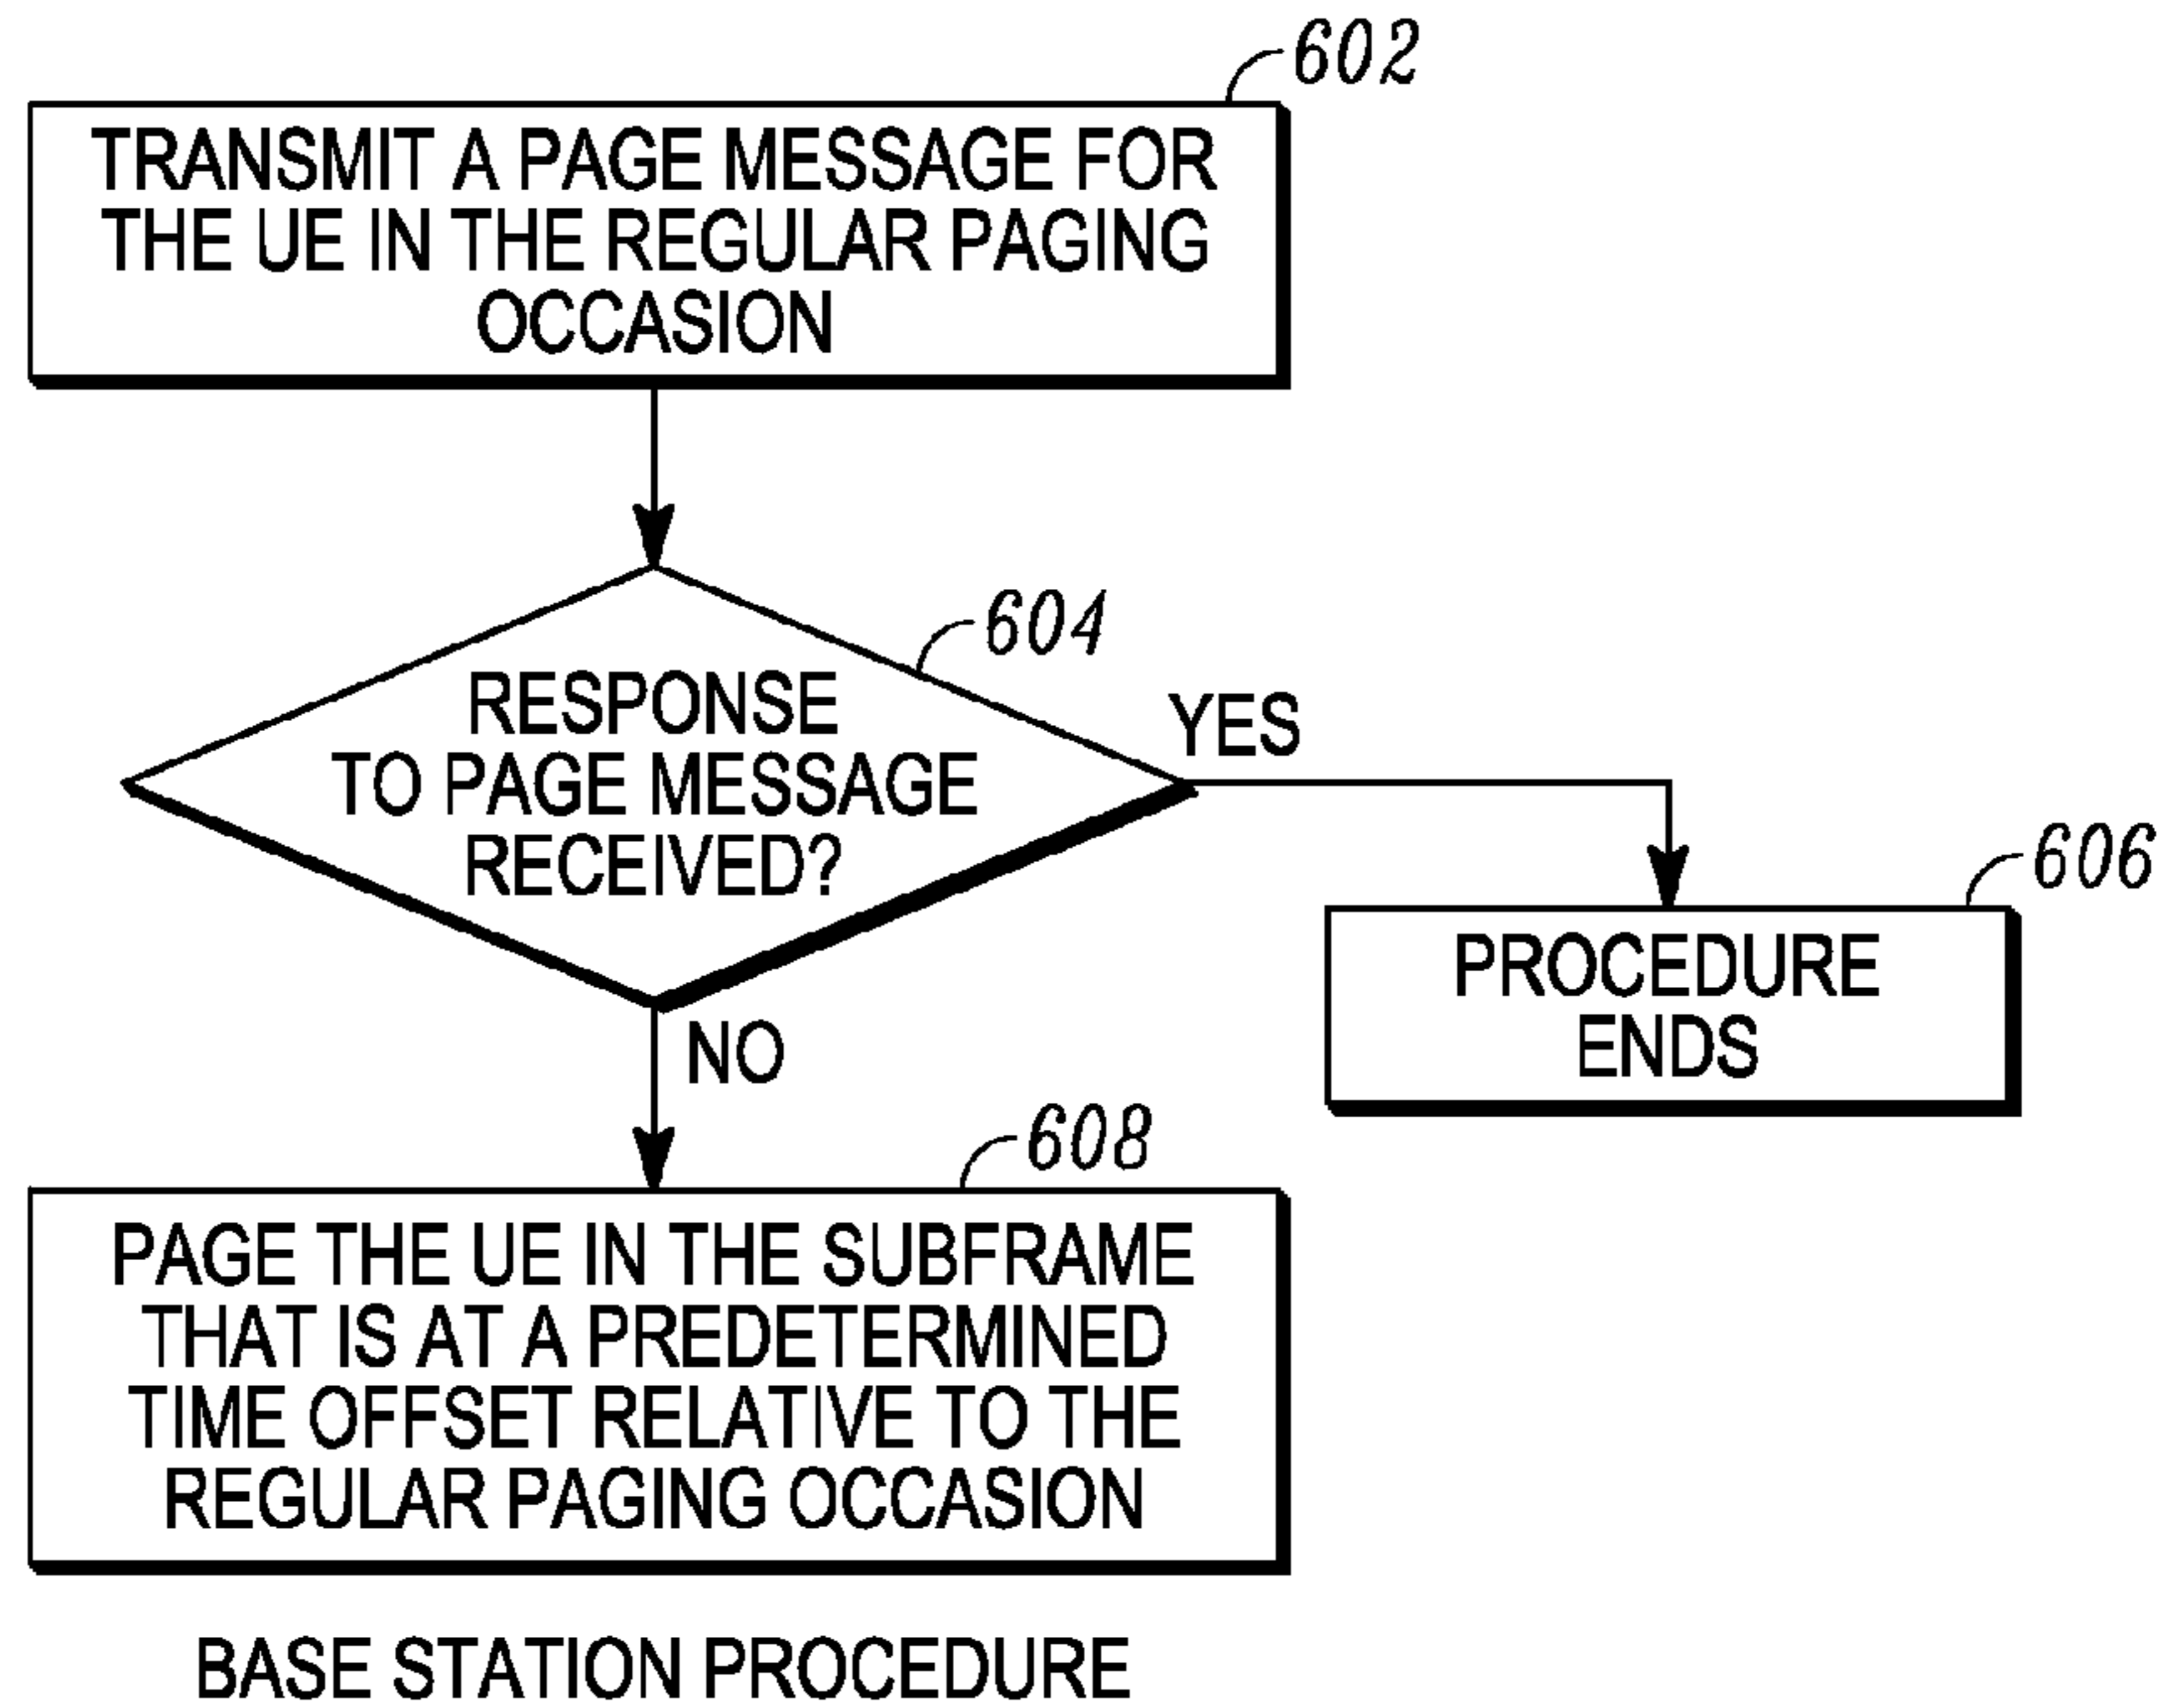 602
TRANSMIT A PAGE MESSAGE FOR
THE UE IN THE REGULAR PAGING
OCCASION
604
RESPONSE
TO PAGE MESSAGE
RECEIVED?
YES
606
PROCEDURE
ENDS
NO
608
PAGE THE UE IN THE SUBFRAME
THAT IS AT A PREDETERMINED
TIME OFFSET RELATIVE TO THE
REGULAR PAGING OCCASION
BASE STATION PROCEDURE